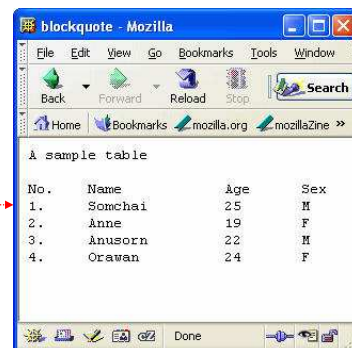 blockquote - Mozilla
File Edit View Go Bookmarks Tools Window
Back Forward Reload Stop Search
Home Bookmarks mozilla.org mozillaZine »
A sample table
No. Name Age Sex
1. Somchai 25 M
2. Anne 19 F
3. Anusorn 22 M
4. Orawan 24 F
Done